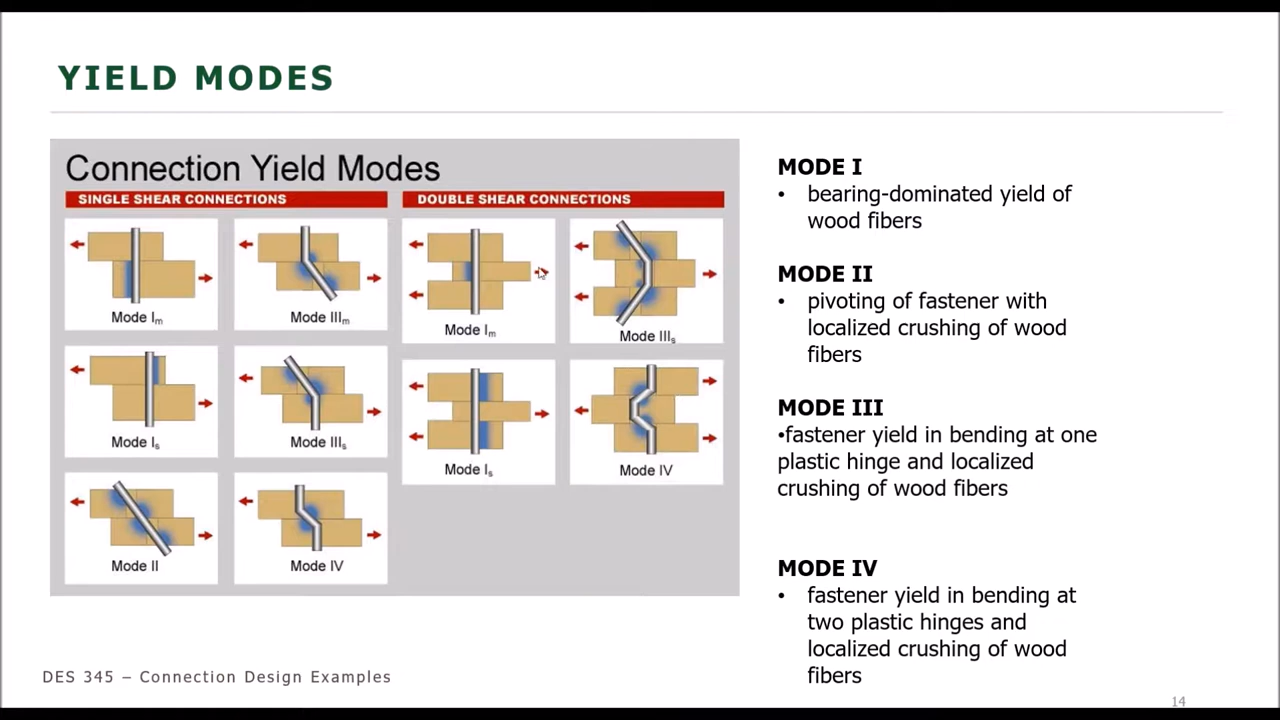 YIELD MODES
Connection Yield Modes
SINGLE SHEAR CONNECTIONS
DOUBLE SHEAR CONNECTIONS
Mode Im
Mode IIIm
Mode Im
Mode IIIs
Mode Is
Mode IIIs
Mode Is
Mode IV
Mode II
Mode IV
MODE I
• bearing-dominated yield of
wood fibers
MODE II
• pivoting of fastener with
localized crushing of wood
fibers
MODE III
•fastener yield in bending at one
plastic hinge and localized
crushing of wood fibers
MODE IV
• fastener yield in bending at
two plastic hinges and
localized crushing of wood
fibers
DES 345 – Connection Design Examples
14